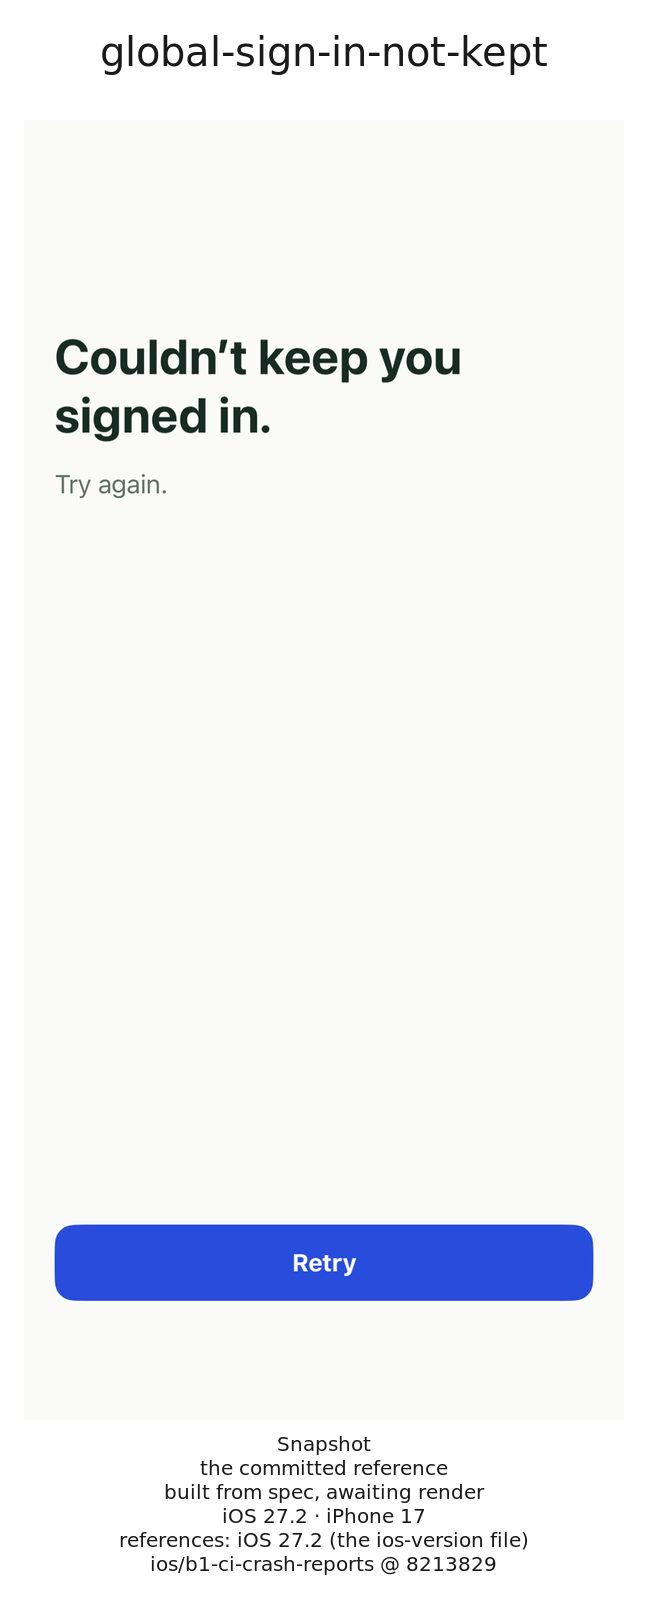 global-sign-in-not-kept
Couldn’t keep you
signed in.
Try again.
Retry
Snapshot
the committed reference
built from spec, awaiting render
iOS 27.2 · iPhone 17
references: iOS 27.2 (the ios-version file)
ios/b1-ci-crash-reports @ 8213829